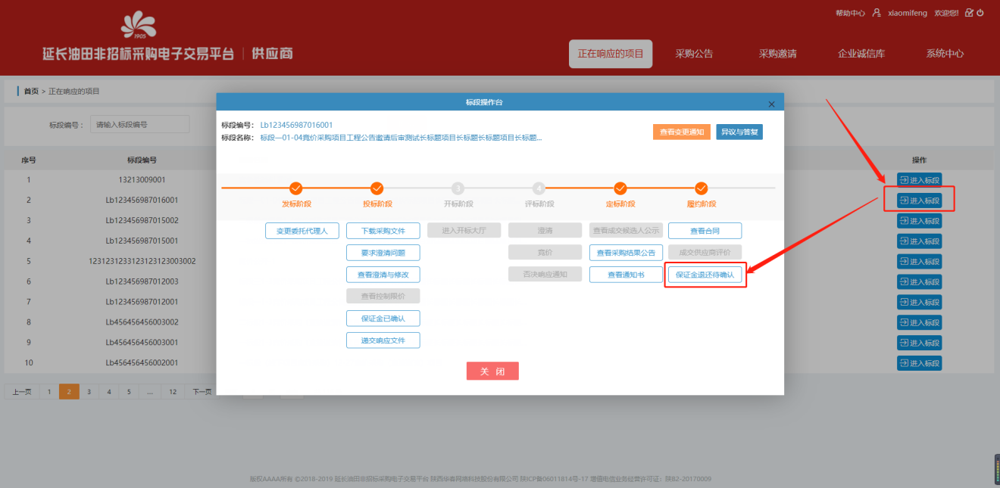 帮助中心 xiaomifeng 欢迎您!!
1905
延长油田非招标采购电子交易平台 | 供应商
正在响应的项目 采购公告 采购邀请 企业诚信库 系统中心
首页 > 正在响应的项目
标段编号： 请输入标段编号
标段操作台
标段编号： Lb123456987016001
标段名称： 标段—01-04竞价采购项目工程公告邀请后审测试长标题项目长标题长标题项目长标题...
查看变更通知 异议与答复
序号 标段编号 操作
1 13213009001 进入标段
2 Lb123456987016001 进入标段
3 Lb123456987015002 进入标段
4 Lb123456987015001 进入标段
5 1231231233123123123003002 进入标段
6 Lb123456987012003 进入标段
7 Lb123456987012001 进入标段
8 Lb456456456003002 进入标段
9 Lb456456456003001 进入标段
10 Lb456456456002001 进入标段
3 4
发标阶段 投标阶段 开标阶段 评标阶段 定标阶段 履约阶段
变更委托代理人 下载采购文件 进入开标大厅 澄清 查看成交候选人公示 查看合同
要求澄清问题 竞价 查看采购结果公告 成交供应商评价
查看澄清与修改 否决响应通知 查看通知书 保证金退还待确认
查看控制限价
保证金已确认
递交响应文件
关 闭
上一页 1 2 3 4 5 ... 12 下一页
版权AAAA所有 ©2018-2019 延长油田非招标采购电子交易平台 陕西华春网络科技股份有限公司 陕ICP备06011814号-17 增值电信业务经营许可证：陕B2-20170009